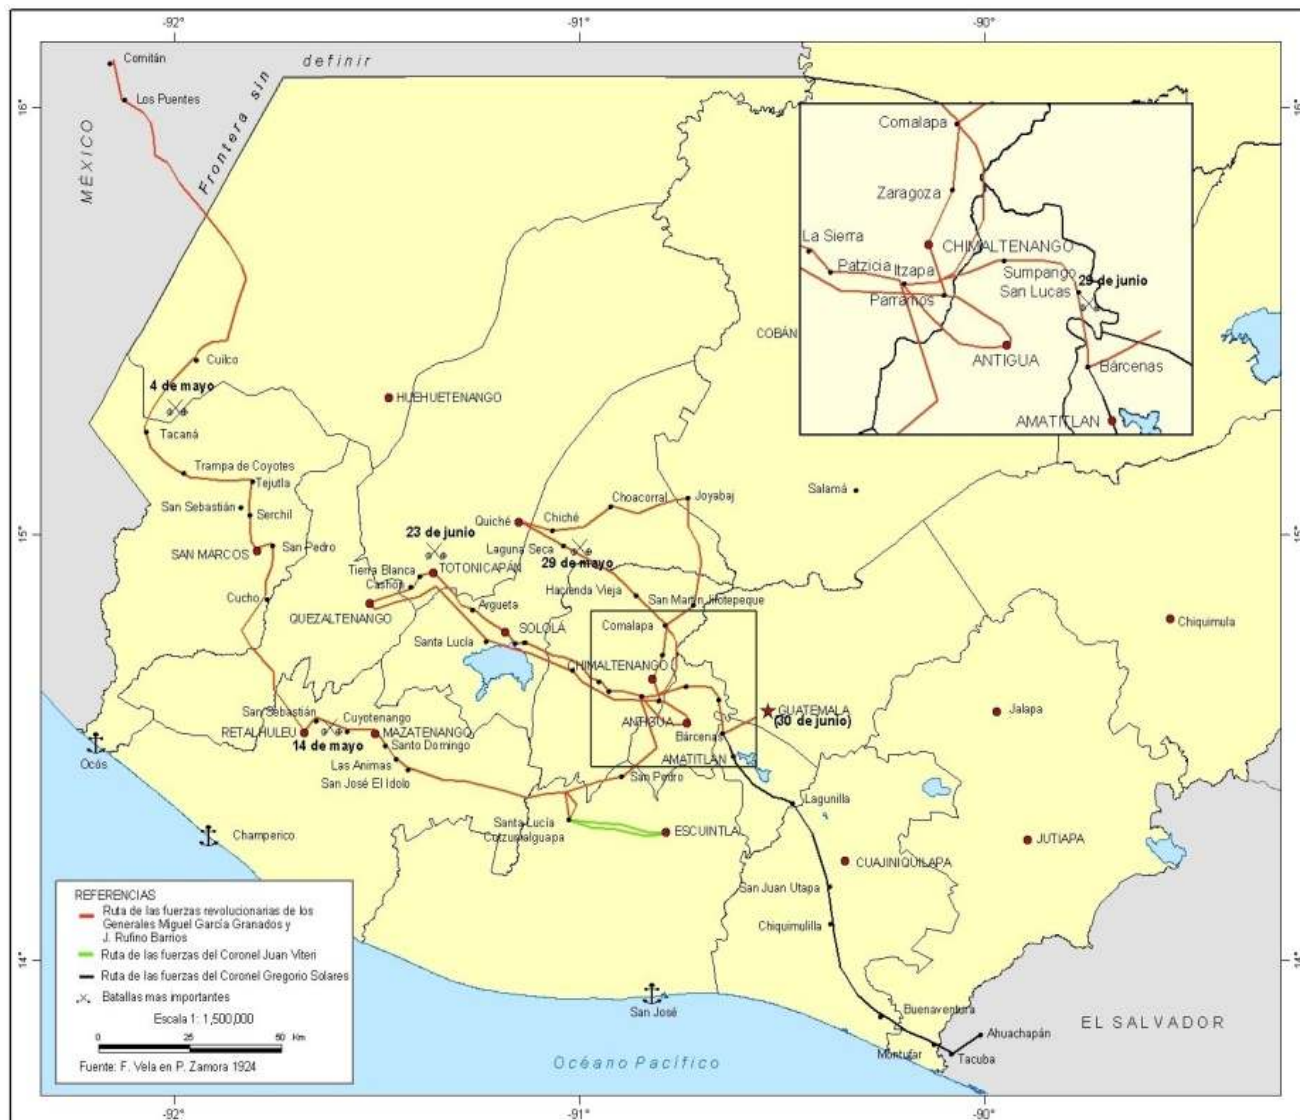 -92°
-91°
-90°
16°
16°
15°
15°
14°
14°
-92°
-91°
-90°
Comitán
Los Puentes
MÉXICO
Frontera sin
definir
Cuilco
4 de mayo
Tacaná
HUEHUETENANGO
COBÁN
Trampa de Coyotes
Tejutla
San Sebastián
Serchil
SAN MARCOS
San Pedro
Cucho
Salamá
Choacorral
Joyabaj
Quiché
Chiché
Laguna Seca
29 de mayo
23 de junio
Tierra Blanca
TOTONICAPÁN
Cashon
QUEZALTENANGO
Argueta
Hacienda Vieja
San Martín Jilotepeque
Santa Lucía
SOLOLÁ
Comalapa
CHIMALTENANGO
Chiquimula
San Sebastián
Cuyotenango
RETALHULEU
MAZATENANGO
14 de mayo
Santo Domingo
Las Animas
San José El Idolo
ANTIGUA
Bárcenas
GUATEMALA
(30 de junio)
AMATITLAN
San Pedro
Jalapa
Ocós
Champerico
Santa Lucía
Cotzumalguapa
ESCUINTLA
Lagunilla
CUAJINIQUILAPA
JUTIAPA
San Juan Utapa
Chiquimulilla
Buenaventura
Montufar
Ahuachapán
Tacuba
EL SALVADOR
San José
Océano Pacífico
Comalapa
Zaragoza
La Sierra
CHIMALTENANGO
Patzicia
Itzapa
Sumpango
29 de junio
San Lucas
Parramos
ANTIGUA
Bárcenas
AMATITLAN
REFERENCIAS
Ruta de las fuerzas revolucionarias de los
Generales Miguel García Granados y
J. Rufino Barrios
Ruta de las fuerzas del Coronel Juan Viteri
Ruta de las fuerzas del Coronel Gregorio Solares
Batallas mas importantes
Escala 1: 1,500,000
0 25 50 Km
Fuente: F. Vela en P. Zamora 1924